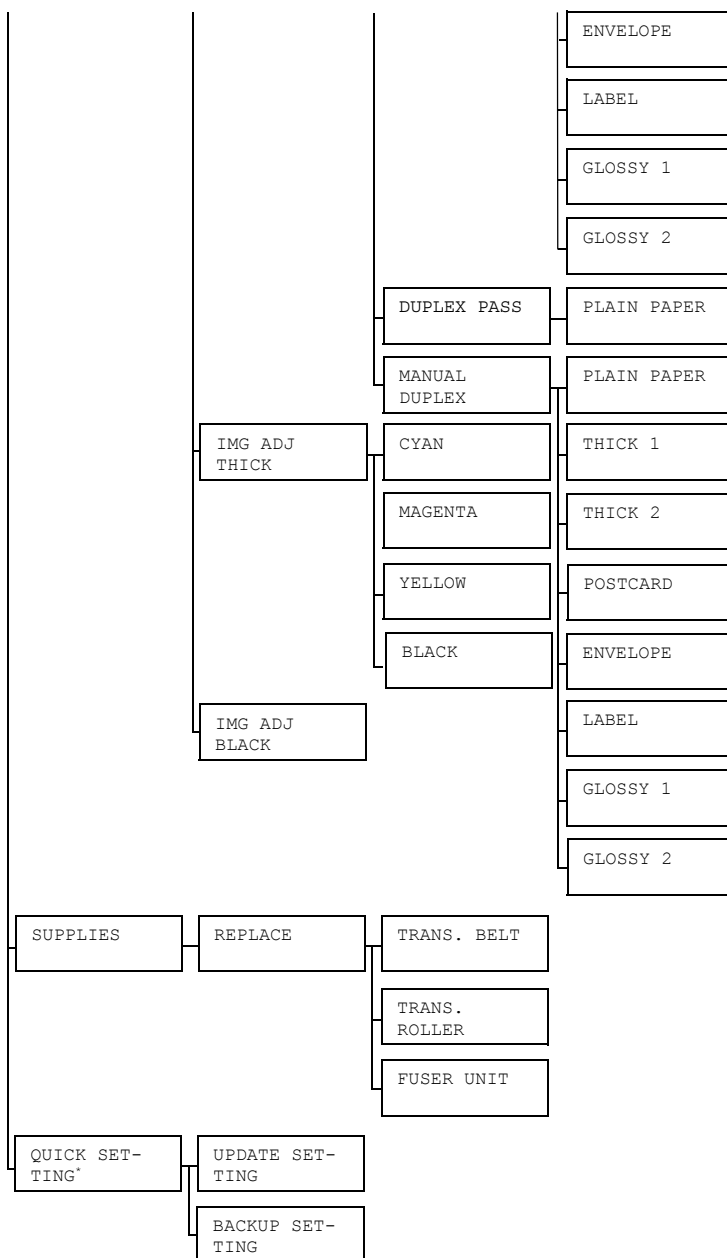 ENVELOPE
LABEL
GLOSSY 1
GLOSSY 2
DUPLEX PASS
PLAIN PAPER
MANUAL
DUPLEX
PLAIN PAPER
IMG ADJ
THICK
CYAN
THICK 1
MAGENTA
THICK 2
YELLOW
POSTCARD
BLACK
ENVELOPE
IMG ADJ
BLACK
LABEL
GLOSSY 1
GLOSSY 2
SUPPLIES
REPLACE
TRANS. BELT
TRANS.
ROLLER
FUSER UNIT
QUICK SET-
TING*
UPDATE SET-
TING
BACKUP SET-
TING